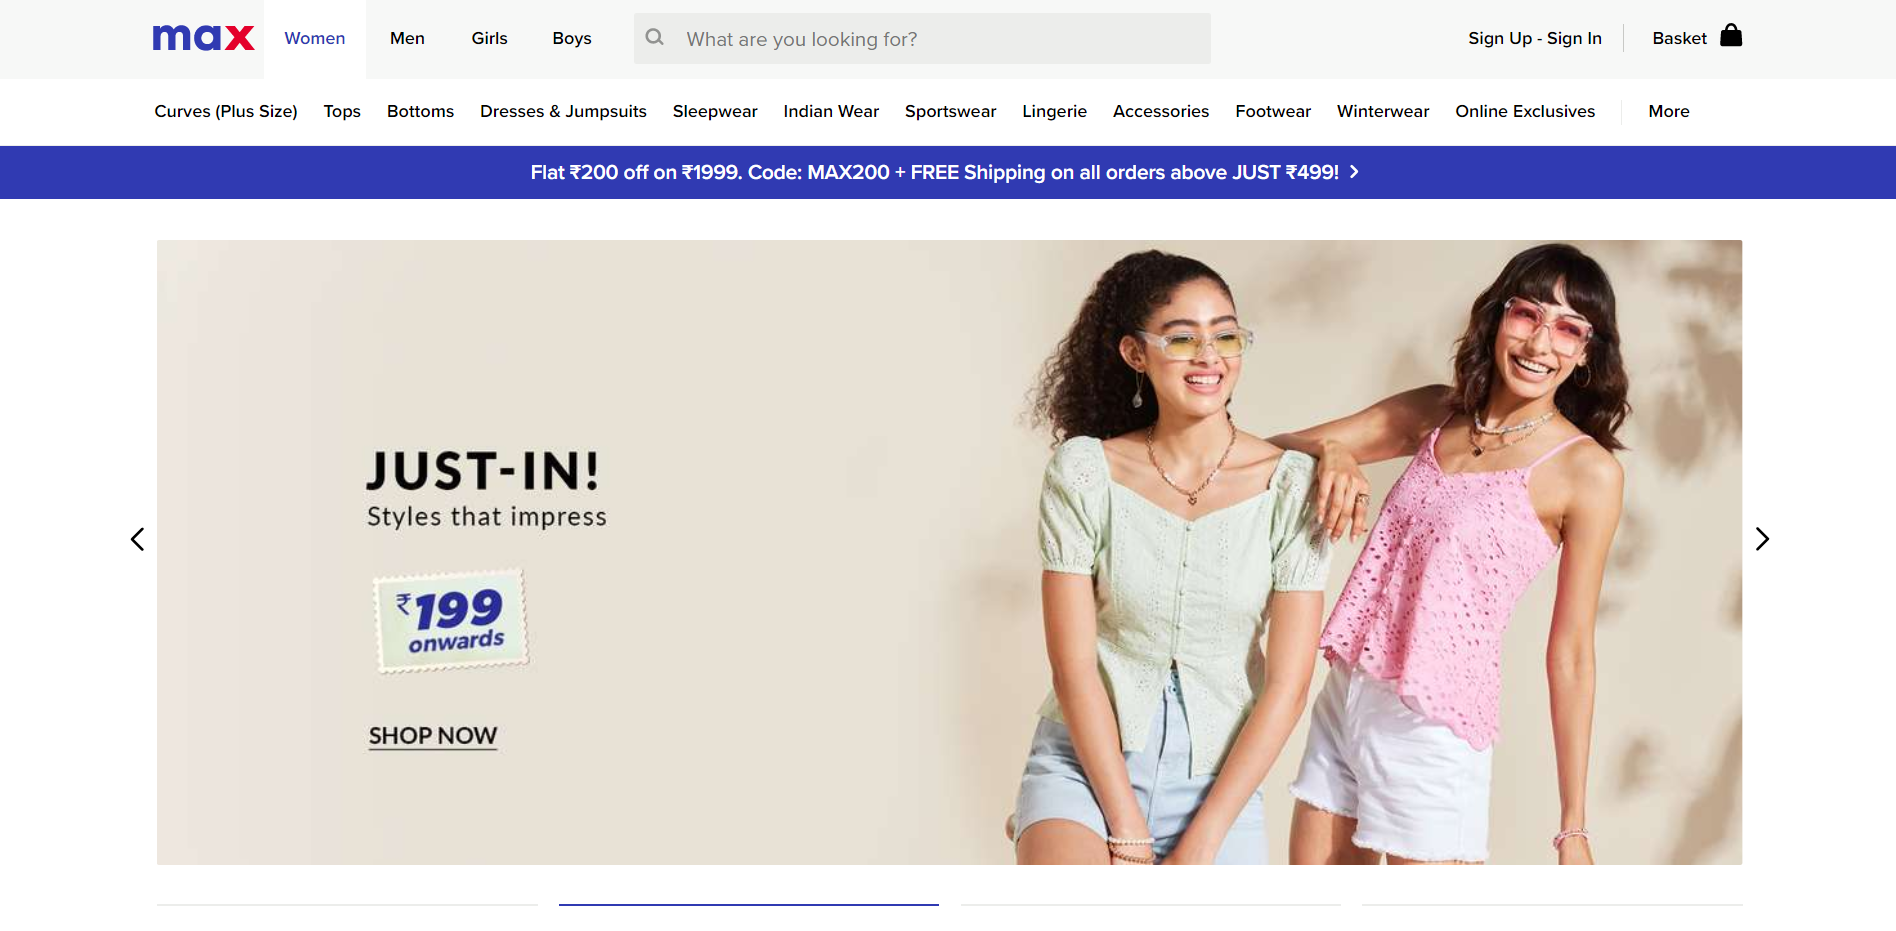 max
Women
Men
Girls
Boys
What are you looking for?
Sign Up - Sign In
Basket
Curves (Plus Size)
Tops
Bottoms
Dresses & Jumpsuits
Sleepwear
Indian Wear
Sportswear
Lingerie
Accessories
Footwear
Winterwear
Online Exclusives
More
Flat ₹200 off on ₹1999. Code: MAX200 + FREE Shipping on all orders above JUST ₹499!
JUST-IN!
Styles that impress
₹199
onwards
SHOP NOW